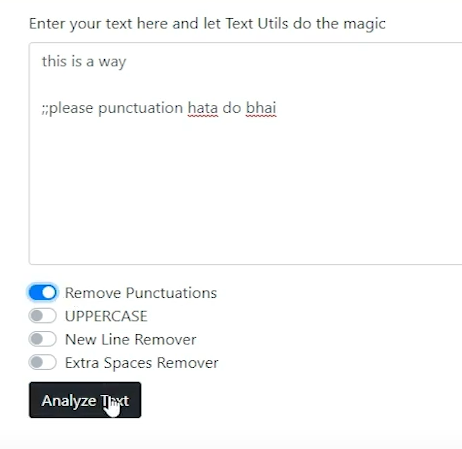 Enter your text here and let Text Utils do the magic
this is a way
;;please punctuation hata do bhai
Remove Punctuations
UPPERCASE
New Line Remover
Extra Spaces Remover
Analyze Text